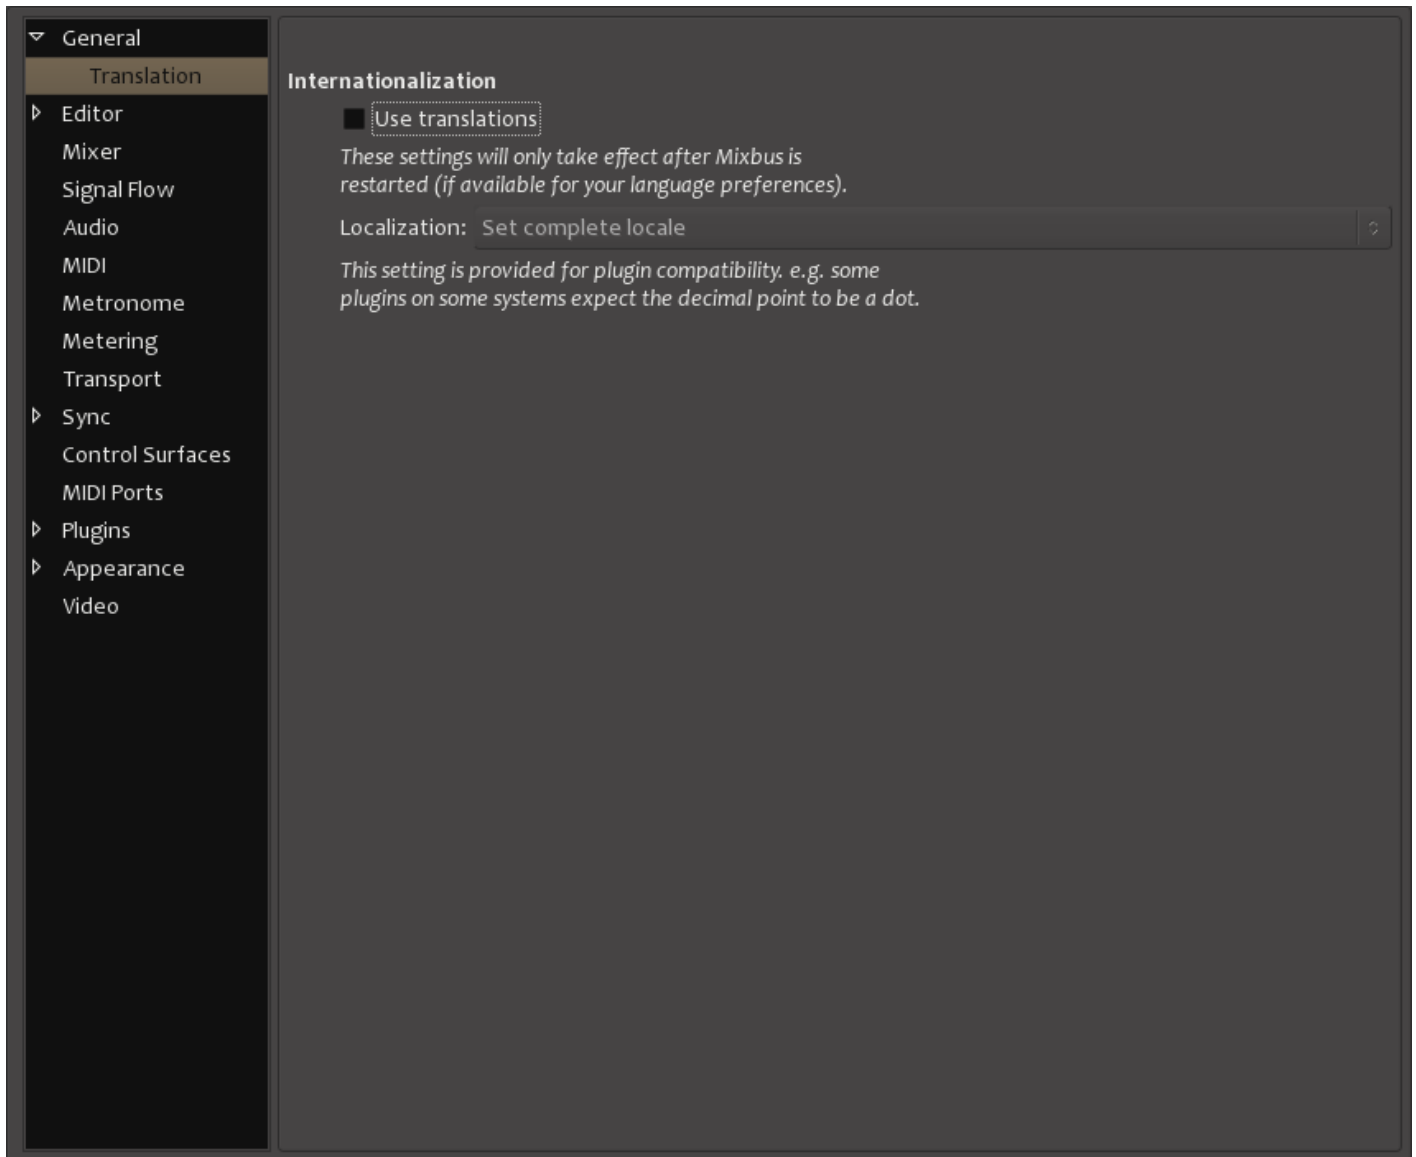 General
Translation
Editor
Mixer
Signal Flow
Audio
MIDI
Metronome
Metering
Transport
Sync
Control Surfaces
MIDI Ports
Plugins
Appearance
Video
Internationalization
Use translations
These settings will only take effect after Mixbus is
restarted (if available for your language preferences).
Localization: Set complete locale
This setting is provided for plugin compatibility. e.g. some
plugins on some systems expect the decimal point to be a dot.